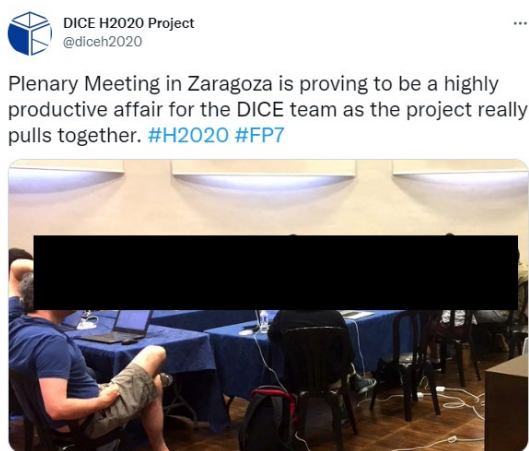 DICE H2020 Project
@diceh2020
Plenary Meeting in Zaragoza is proving to be a highly
productive affair for the DICE team as the project really
pulls together. #H2020 #FP7